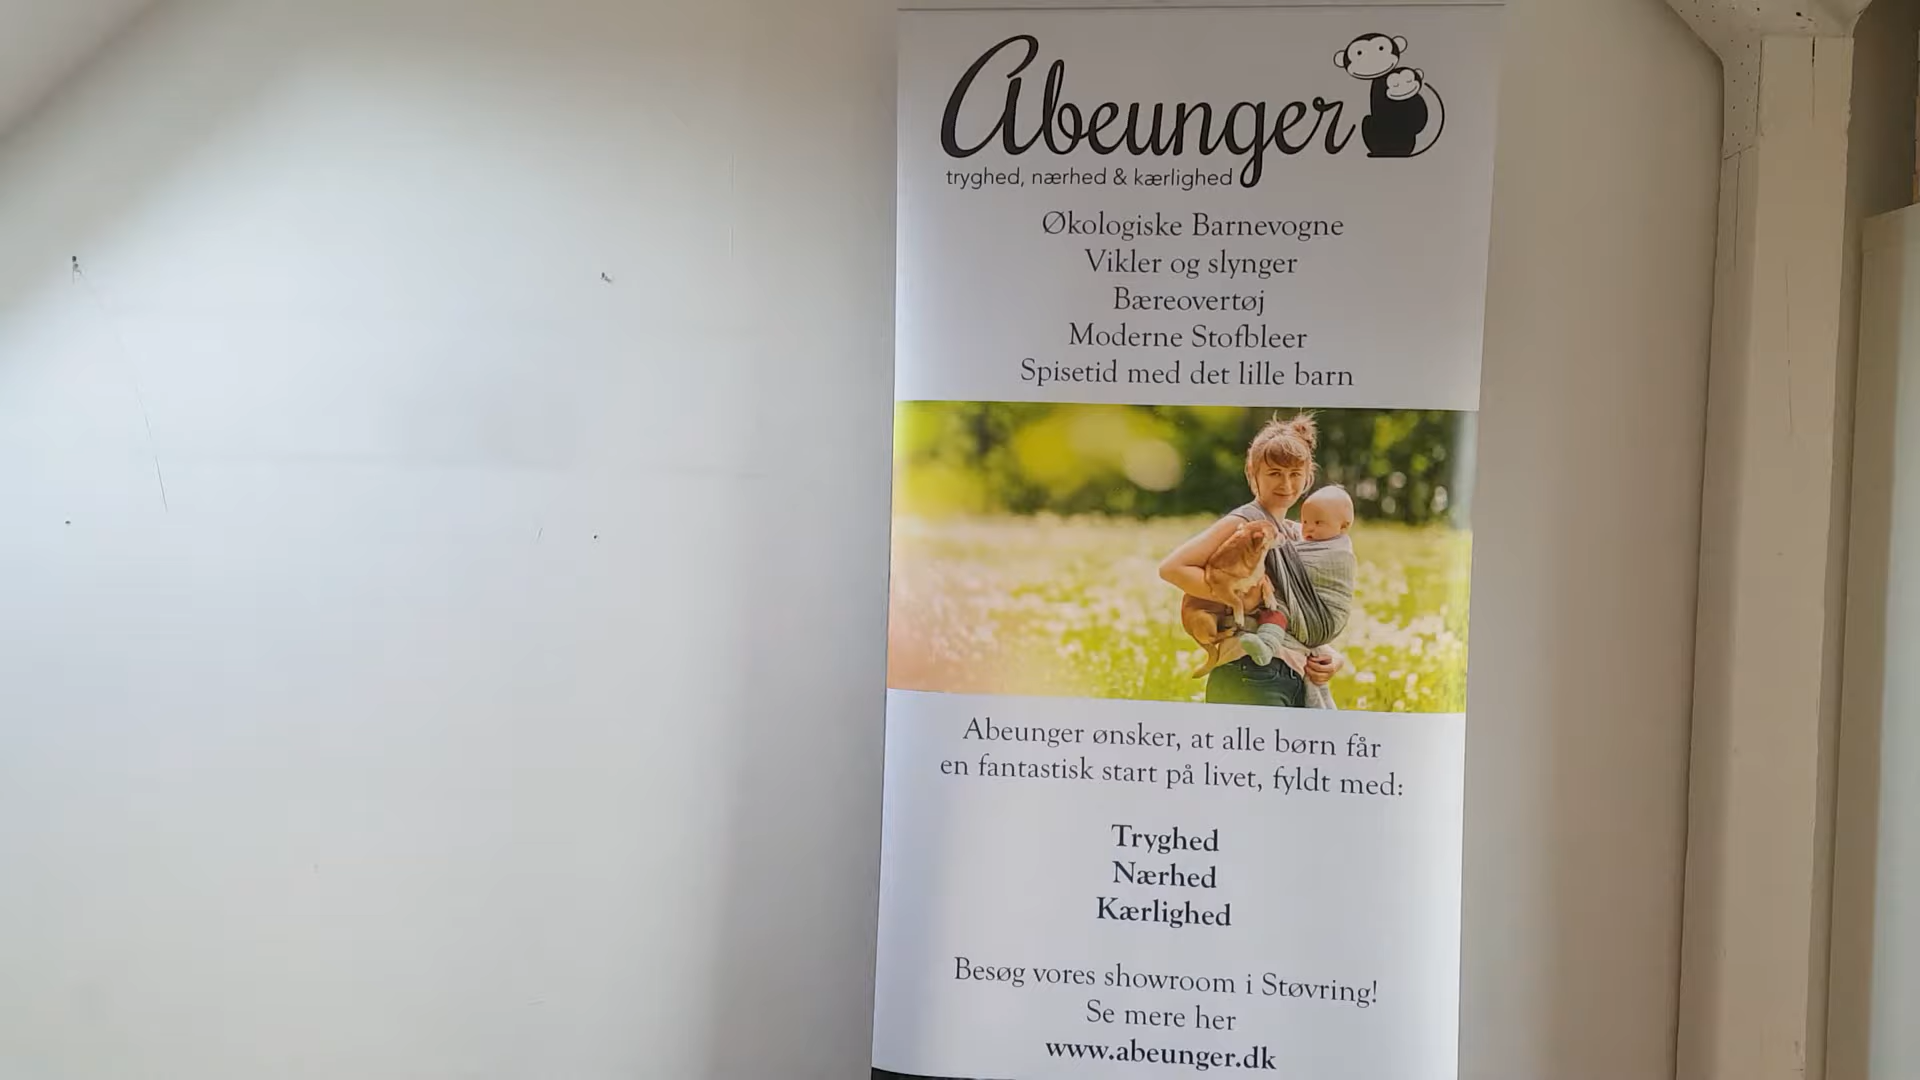 Abeunger
tryghed, nærhed & kærlighed
Økologiske Barnevogne
Vikler og slynger
Bæreovertøj
Moderne Stofbleer
Spisetid med det lille barn
Abeunger ønsker, at alle børn får
en fantastisk start på livet, fyldt med:
Tryghed
Nærhed
Kærlighed
Besøg vores showroom i Støvring!
Se mere her
www.abeunger.dk